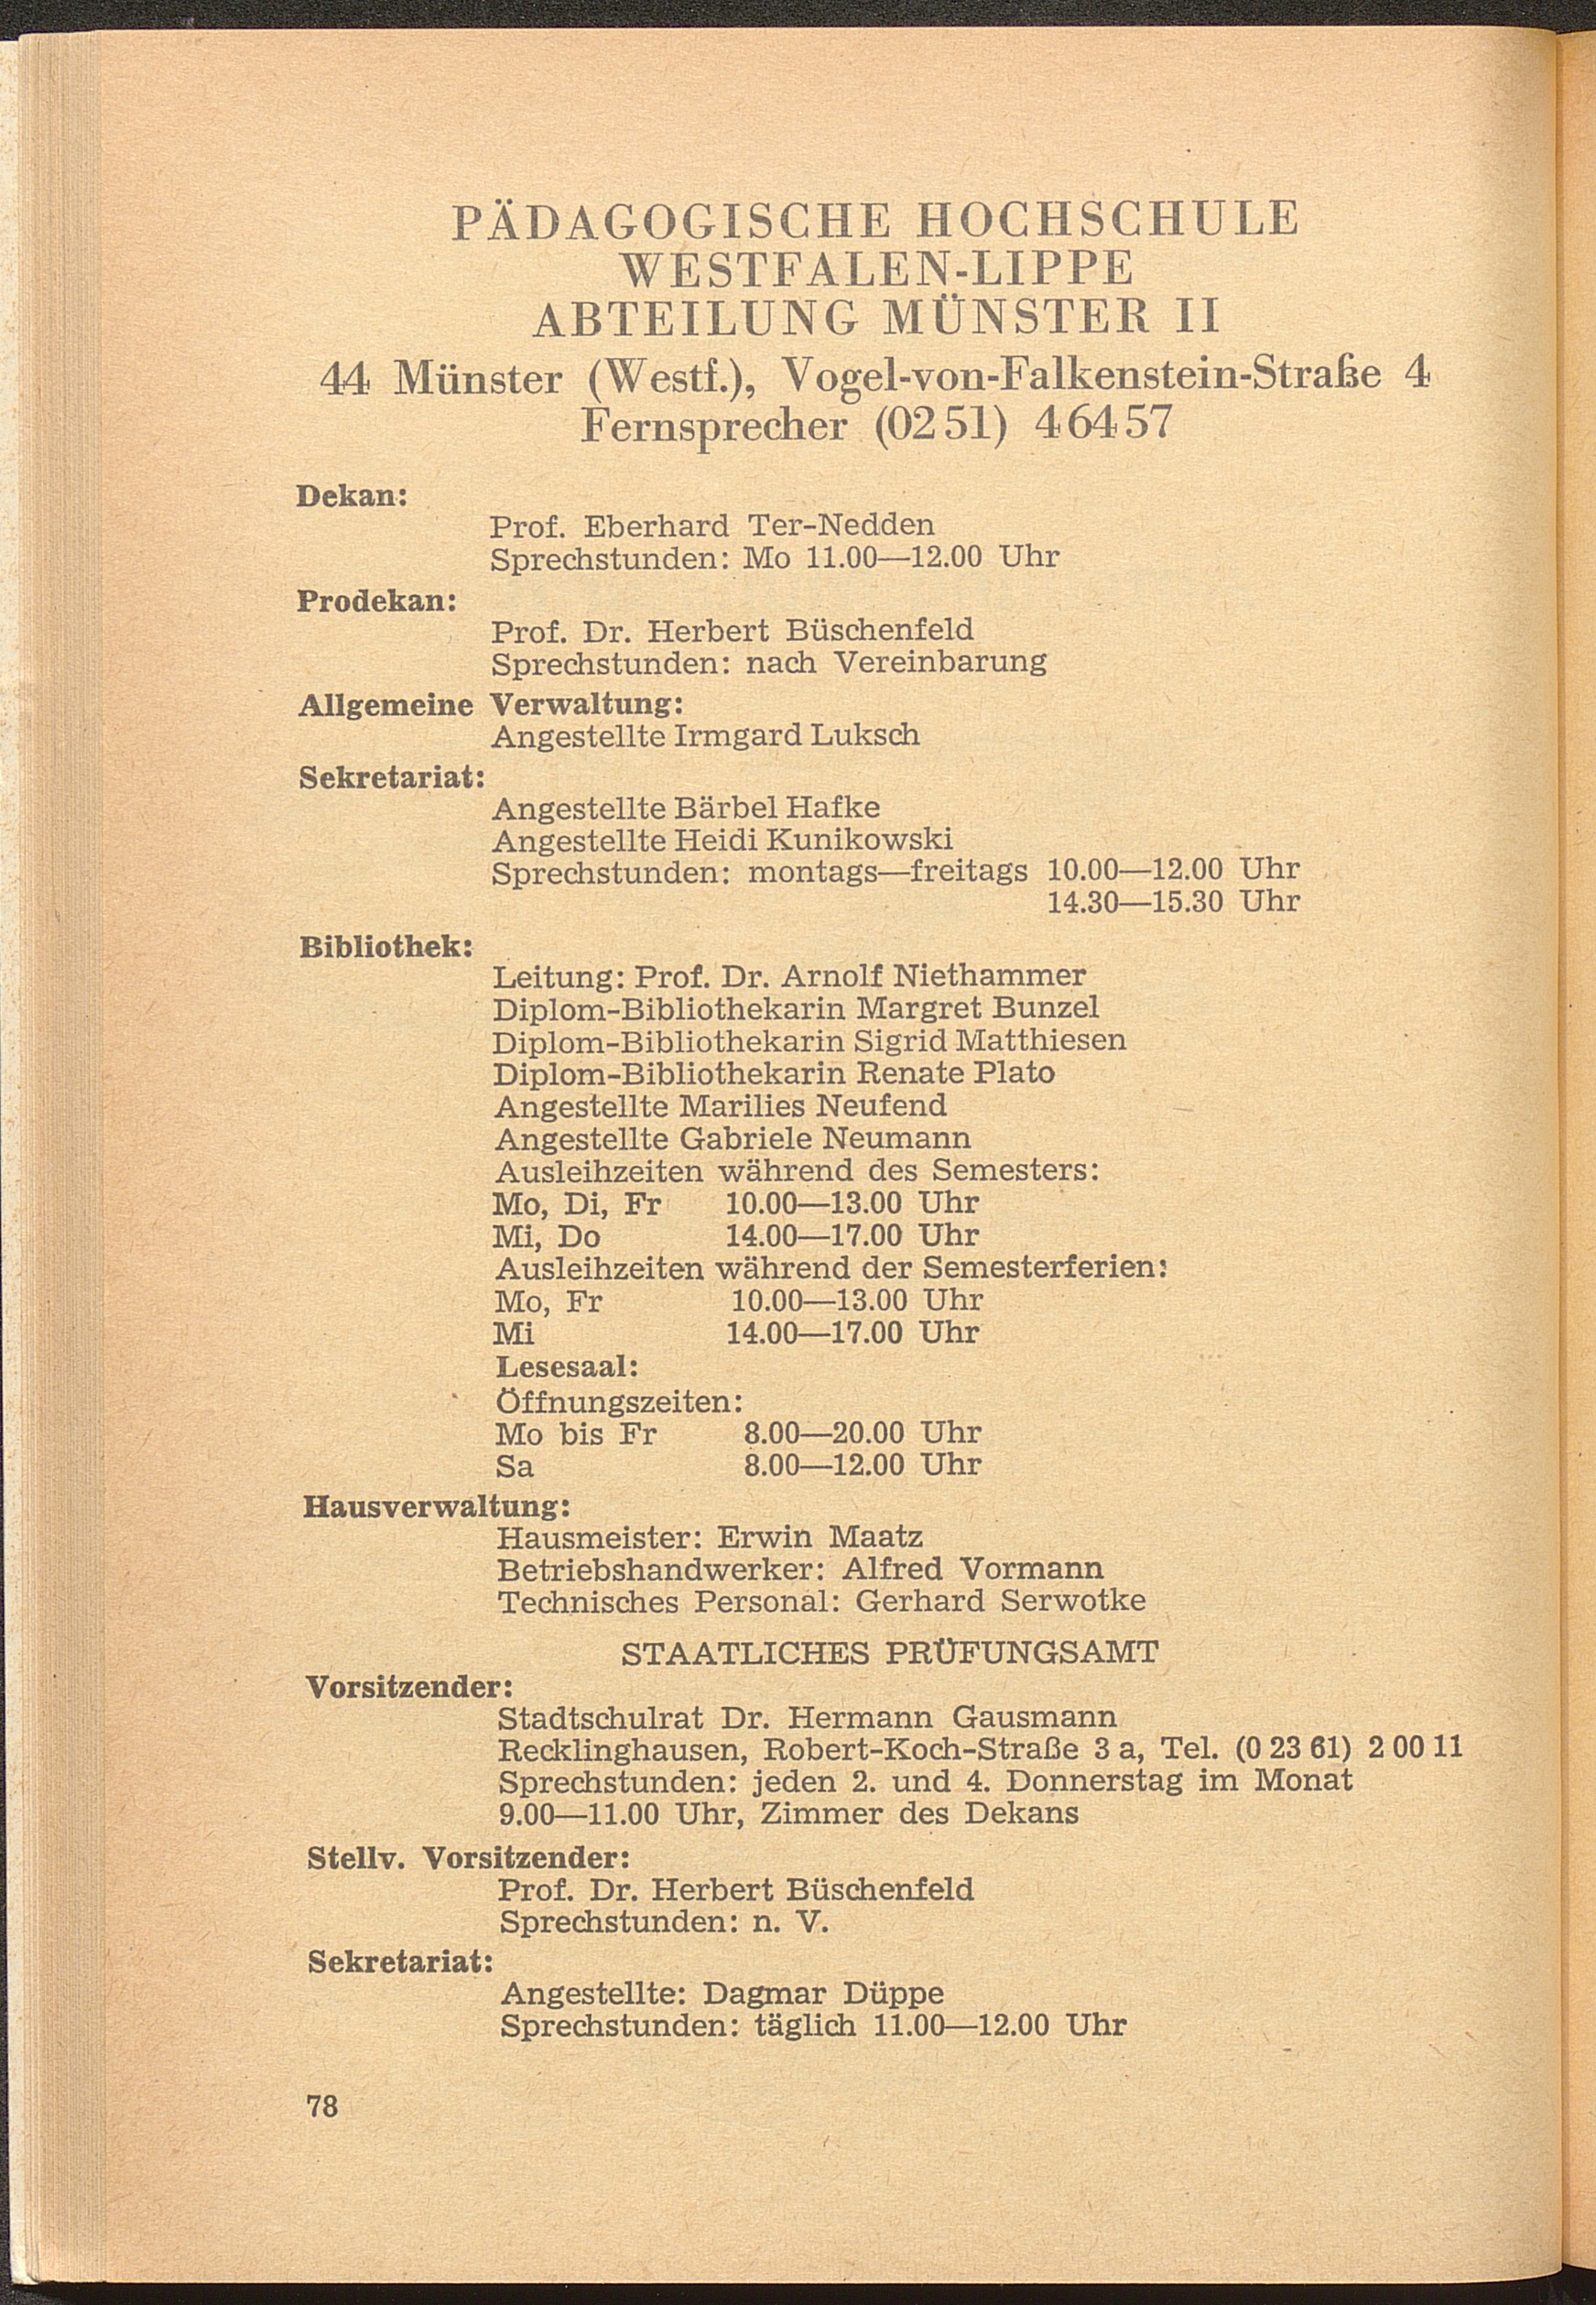 PÄDAGOGISCHE HOCHSCHULE
WESTFALEN-LIPPE
ABTEILUNG MÜNSTER II
44 Münster (Westf.), Vogel-von-Falkenstein-Straße 4
Fernsprecher (02 51) 4 64 57
Dekan:
Prof. Eberhard Ter-Nedden
Sprechstunden: Mo 11.00—12.00 Uhr
Prodekan:
Prof. Dr. Herbert Büschenfeld
Sprechstunden: nach Vereinbarung
Allgemeine Verwaltung:
Angestellte Irmgard Luksch
Sekretariat:
Angestellte Bärbel Hafke
Angestellte Heidi Kunikowski
Sprechstunden: montags—freitags 10.00—12.00 Uhr
14.30—15.30 Uhr
Bibliothek:
Leitung: Prof. Dr. Arnolf Niethammer
Diplom-Bibliothekarin Margret Bunzel
Diplom-Bibliothekarin Sigrid Matthiesen
Diplom-Bibliothekarin Renate Plato
Angestellte Marilies Neufend
Angestellte Gabriele Neumann
Ausleihzeiten während des Semesters:
Mo, Di, Fr 10.00—13.00 Uhr
Mi, Do 14.00—17.00 Uhr
Ausleihzeiten während der Semesterferien:
Mo, Fr 10.00—13.00 Uhr
Mi 14.00—17.00 Uhr
Lesesaal:
Öffnungszeiten:
Mo bis Fr 8.00—20.00 Uhr
Sa 8.00—12.00 Uhr
Hausverwaltung:
Hausmeister: Erwin Maatz
Betriebshandwerker: Alfred Vormann
Technisches Personal: Gerhard Serwotke
STAATLICHES PRÜFUNGSAMT
Vorsitzender:
Stadtschulrat Dr. Hermann Gausmann
Recklinghausen, Robert-Koch-Straße 3 a, Tel. (0 23 61) 2 00 11
Sprechstunden: jeden 2. und 4. Donnerstag im Monat
9.00—11.00 Uhr, Zimmer des Dekans
Stellv. Vorsitzender:
Prof. Dr. Herbert Büschenfeld
Sprechstunden: n. V.
Sekretariat:
Angestellte: Dagmar Düppe
Sprechstunden: täglich 11.00—12.00 Uhr
78